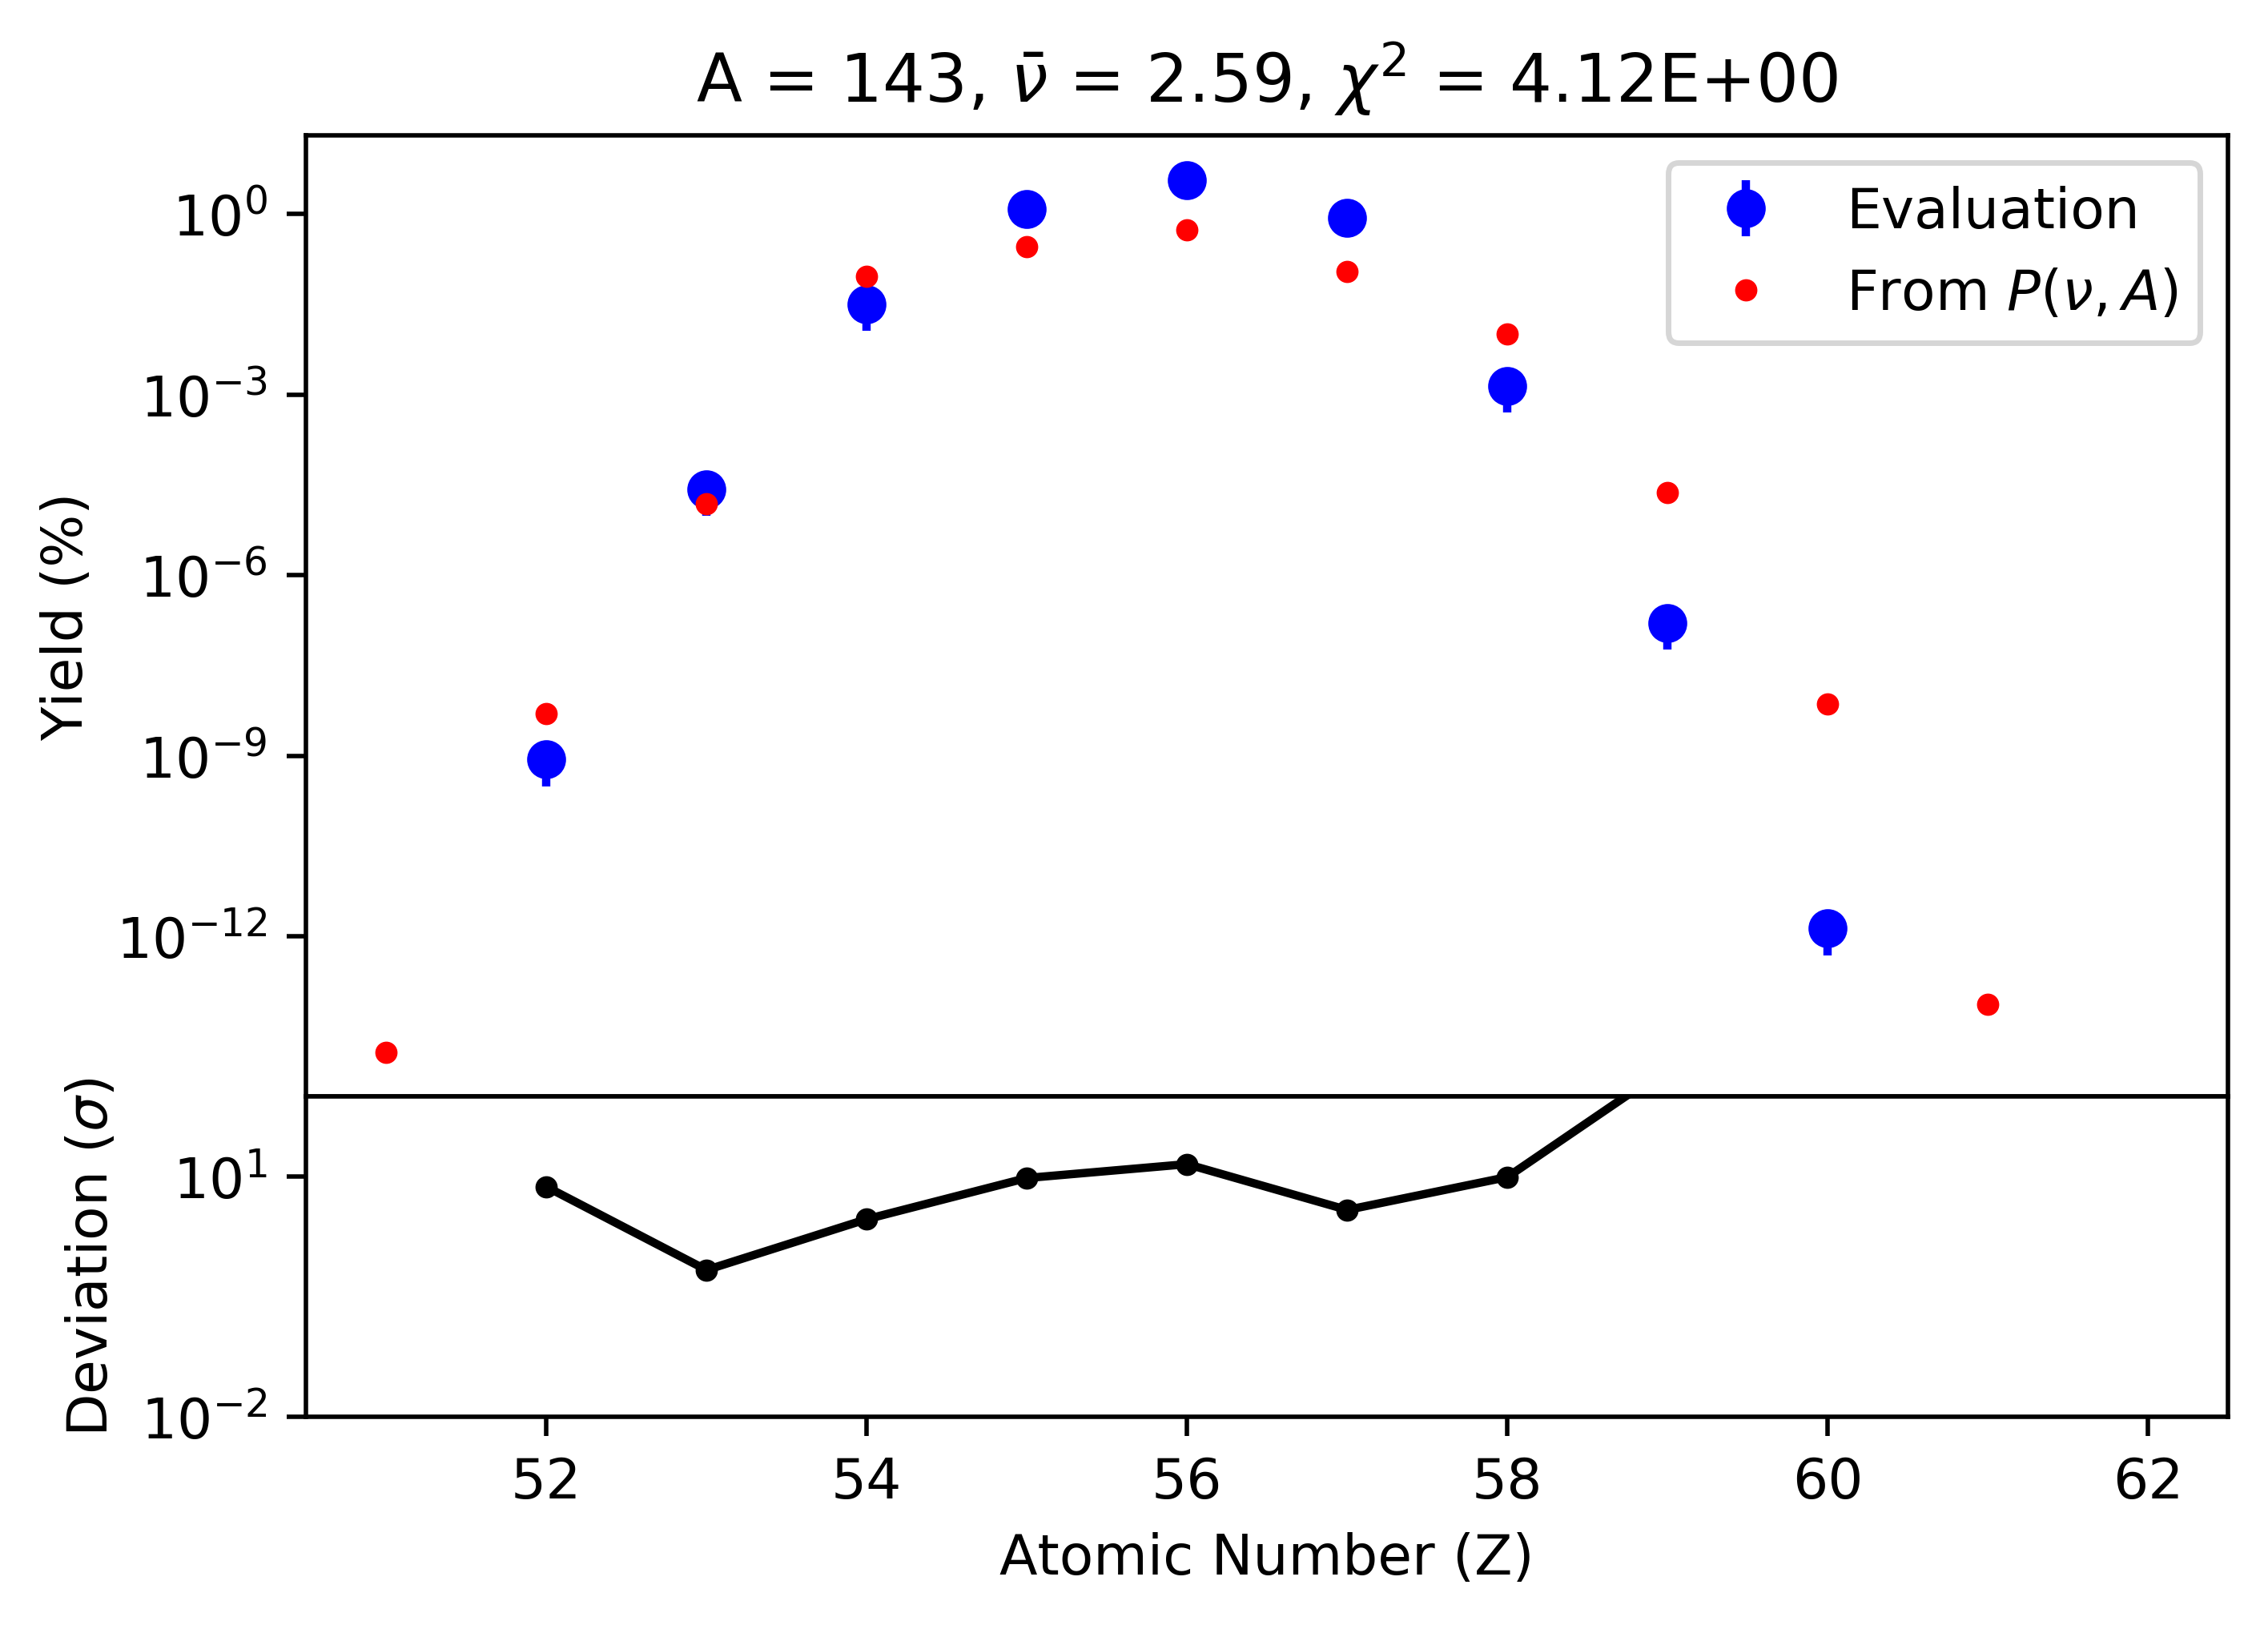 A = 143, ν̄ = 2.59, χ² = 4.12E+00
Evaluation
From P(ν, A)
Yield (%)
10⁰
10⁻³
10⁻⁶
10⁻⁹
10⁻¹²
Deviation (σ)
10¹
10⁻²
52 54 56 58 60 62
Atomic Number (Z)